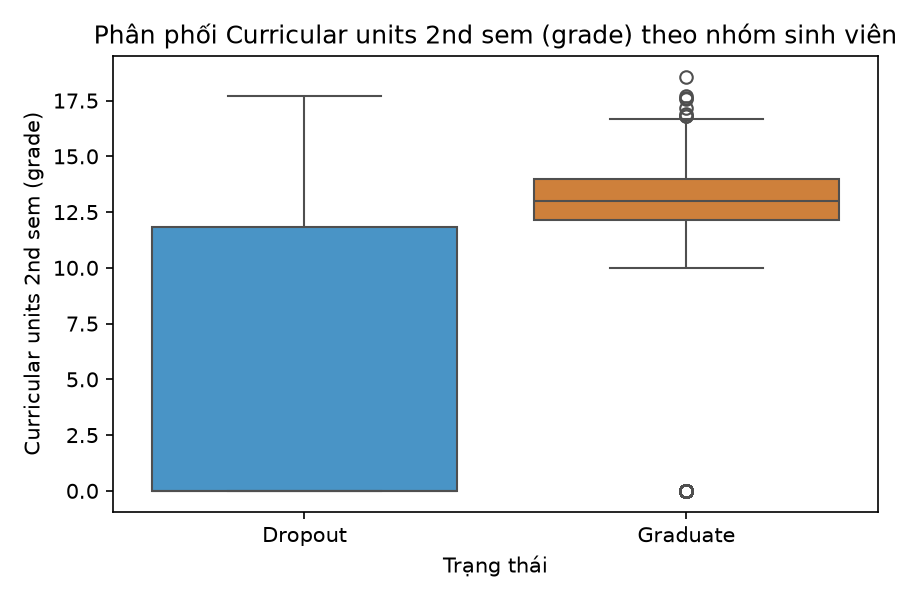 Phân phối Curricular units 2nd sem (grade) theo nhóm sinh viên
Curricular units 2nd sem (grade)
17.5
15.0
12.5
10.0
7.5
5.0
2.5
0.0
Dropout
Graduate
Trạng thái